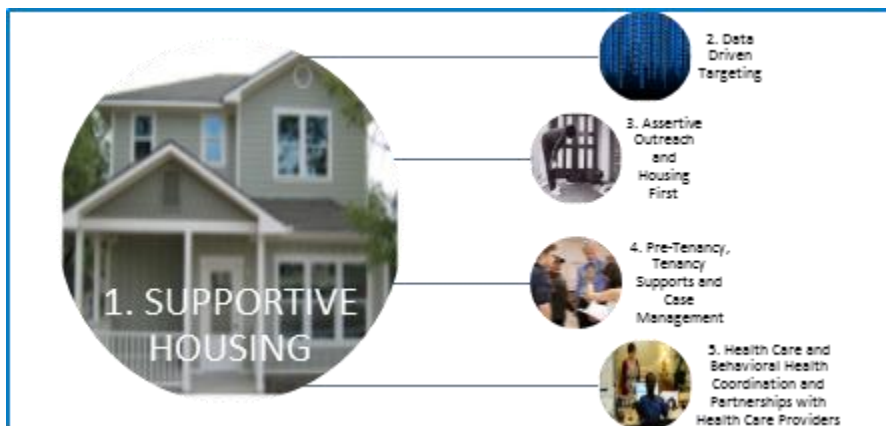 1. SUPPORTIVE
HOUSING
2. Data
Driven
Targeting
3. Assertive
Outreach
and
Housing
First
4. Pre-Tenancy,
Tenancy
Supports and
Case
Management
5. Health Care and
Behavioral Health
Coordination and
Partnerships with
Health Care Providers